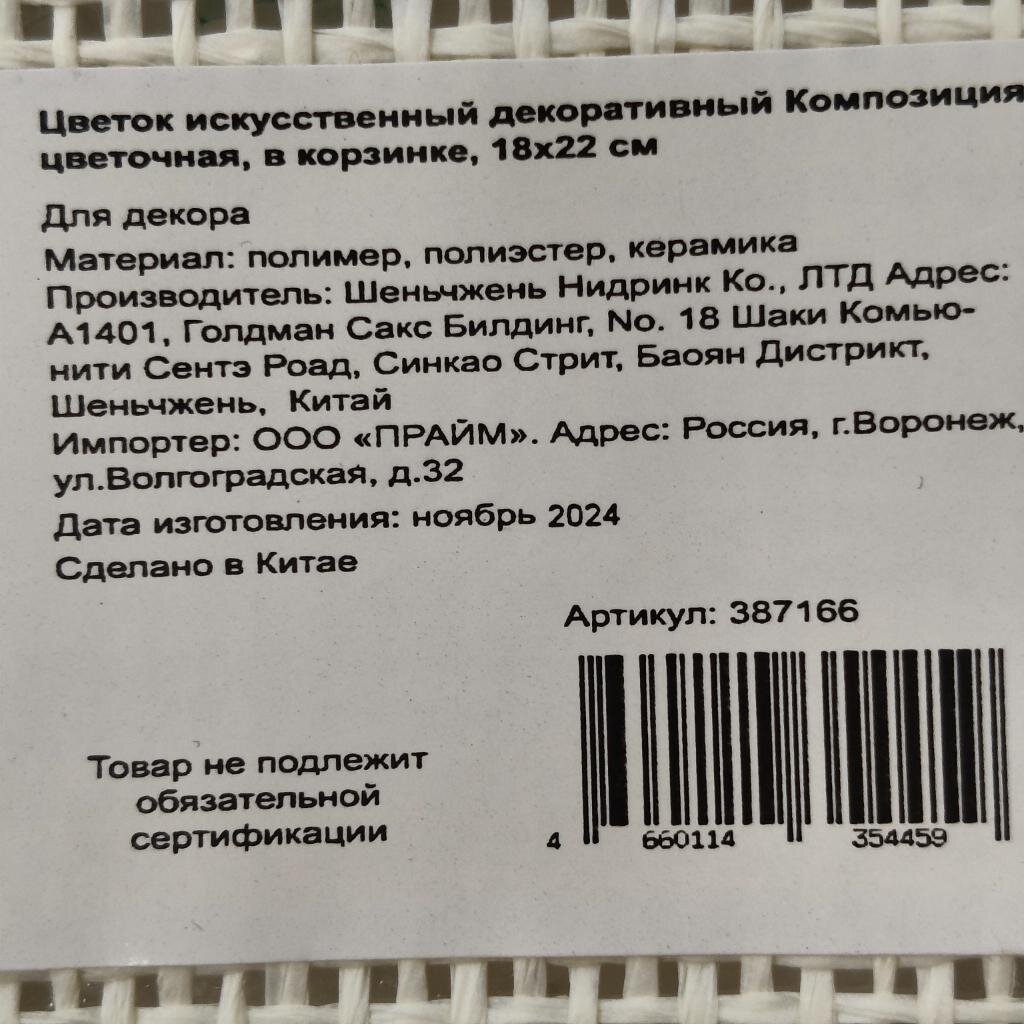 Цветок искусственный декоративный Композиция
цветочная, в корзинке, 18х22 см
Для декора
Материал: полимер, полиэстер, керамика
Производитель: Шеньчжень Нидринк Ко., ЛТД Адрес:
А1401, Голдман Сакс Билдинг, No. 18 Шаки Комью-
нити Сентэ Роад, Синкао Стрит, Баоян Дистрикт,
Шеньчжень, Китай
Импортер: ООО «ПРАЙМ». Адрес: Россия, г.Воронеж,
ул.Волгоградская, д.32
Дата изготовления: ноябрь 2024
Сделано в Китае
Артикул: 387166
Товар не подлежит
обязательной
сертификации
4 660114 354459